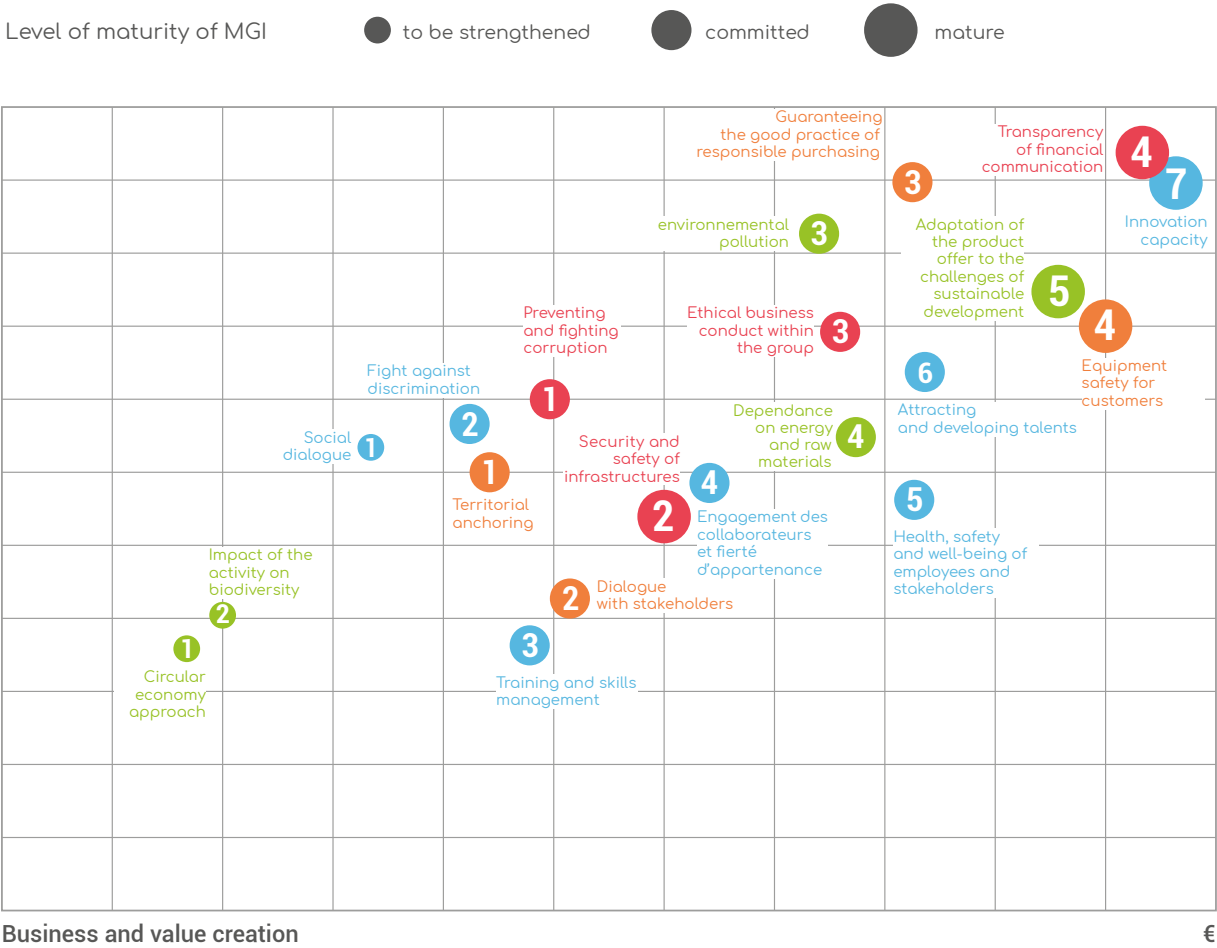 Level of maturity of MGI
to be strengthened
committed
mature
Guaranteeing
the good practice of
responsible purchasing
3
Transparency
of financial
communication
4
7
Innovation
capacity
environnemental
pollution
3
Adaptation of
the product
offer to the
challenges of
sustainable
development
5
4
Equipment
safety for
customers
Preventing
and fighting
corruption
1
Ethical business
conduct within
the group
3
6
Attracting
and developing talents
Fight against
discrimination
2
Social
dialogue
1
1
Territorial
anchoring
Dependance
on energy
and raw
materials
4
Security and
safety of
infrastructures
2
4
Engagement des
collaborateurs
et fierté
d'appartenance
5
Health, safety
and well-being of
employees and
stakeholders
Impact of the
activity on
biodiversity
2
1
Circular
economy
approach
2
Dialogue
with stakeholders
3
Training and skills
management
Business and value creation
€